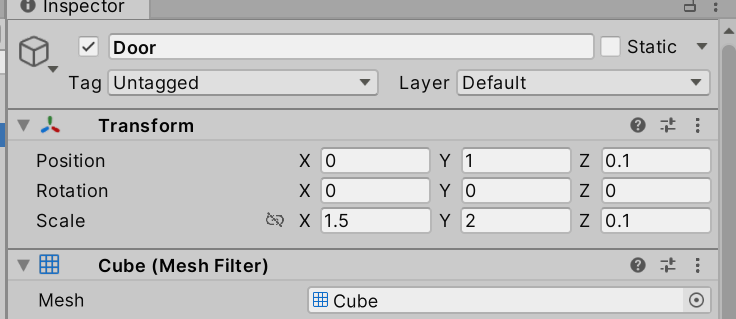 Inspector
Door
Static
Tag Untagged Layer Default
Transform
Position X 0 Y 1 Z 0.1
Rotation X 0 Y 0 Z 0
Scale X 1.5 Y 2 Z 0.1
Cube (Mesh Filter)
Mesh Cube